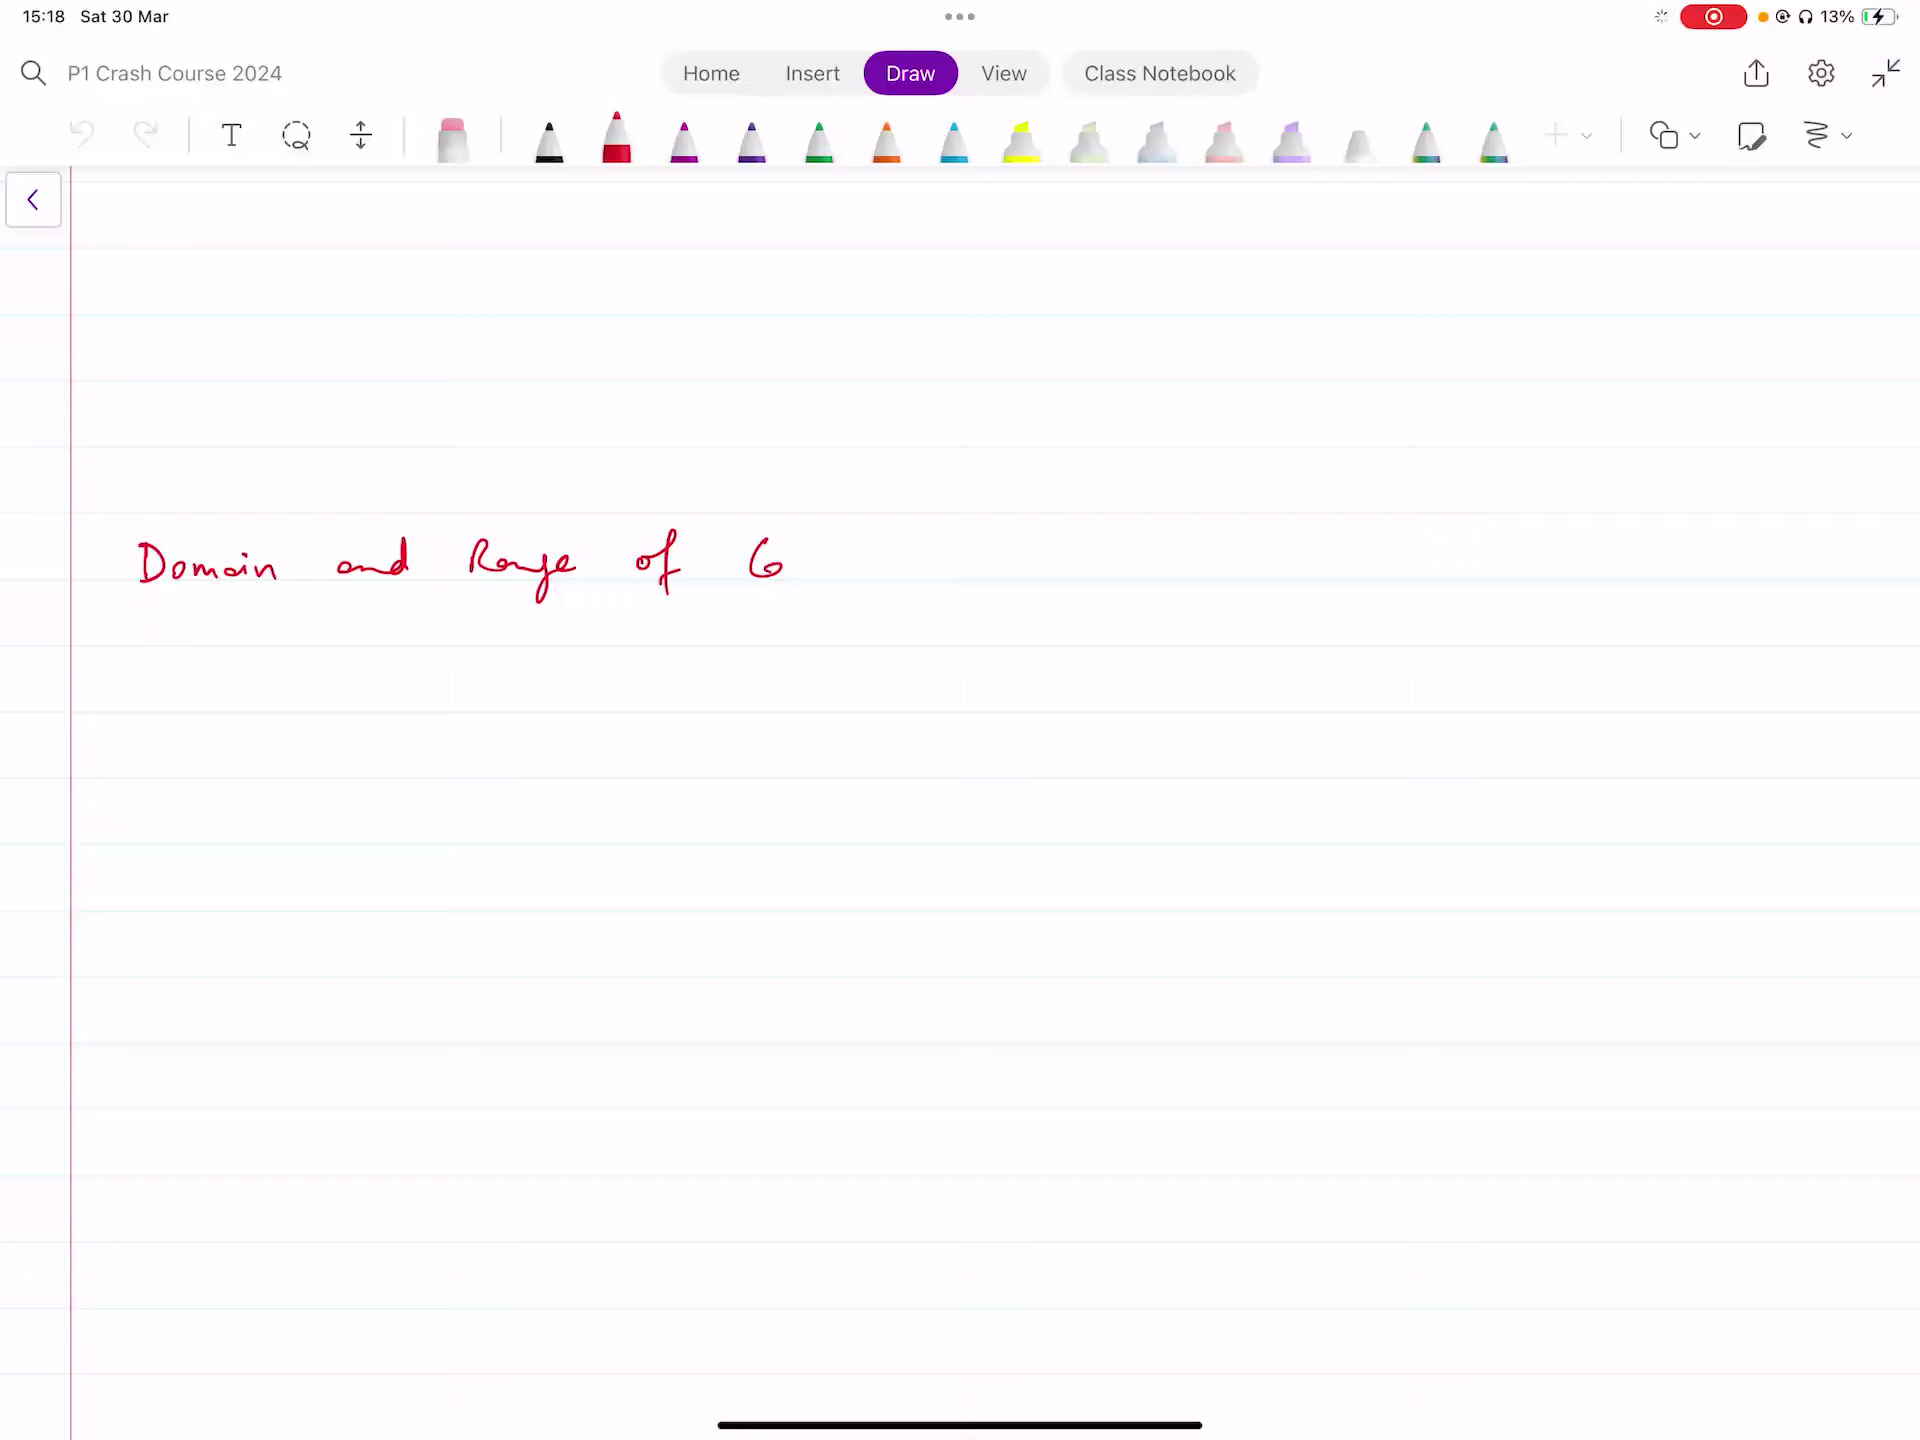 15:18 Sat 30 Mar
13%
P1 Crash Course 2024
Home Insert Draw View Class Notebook
T
Domain and Range of G